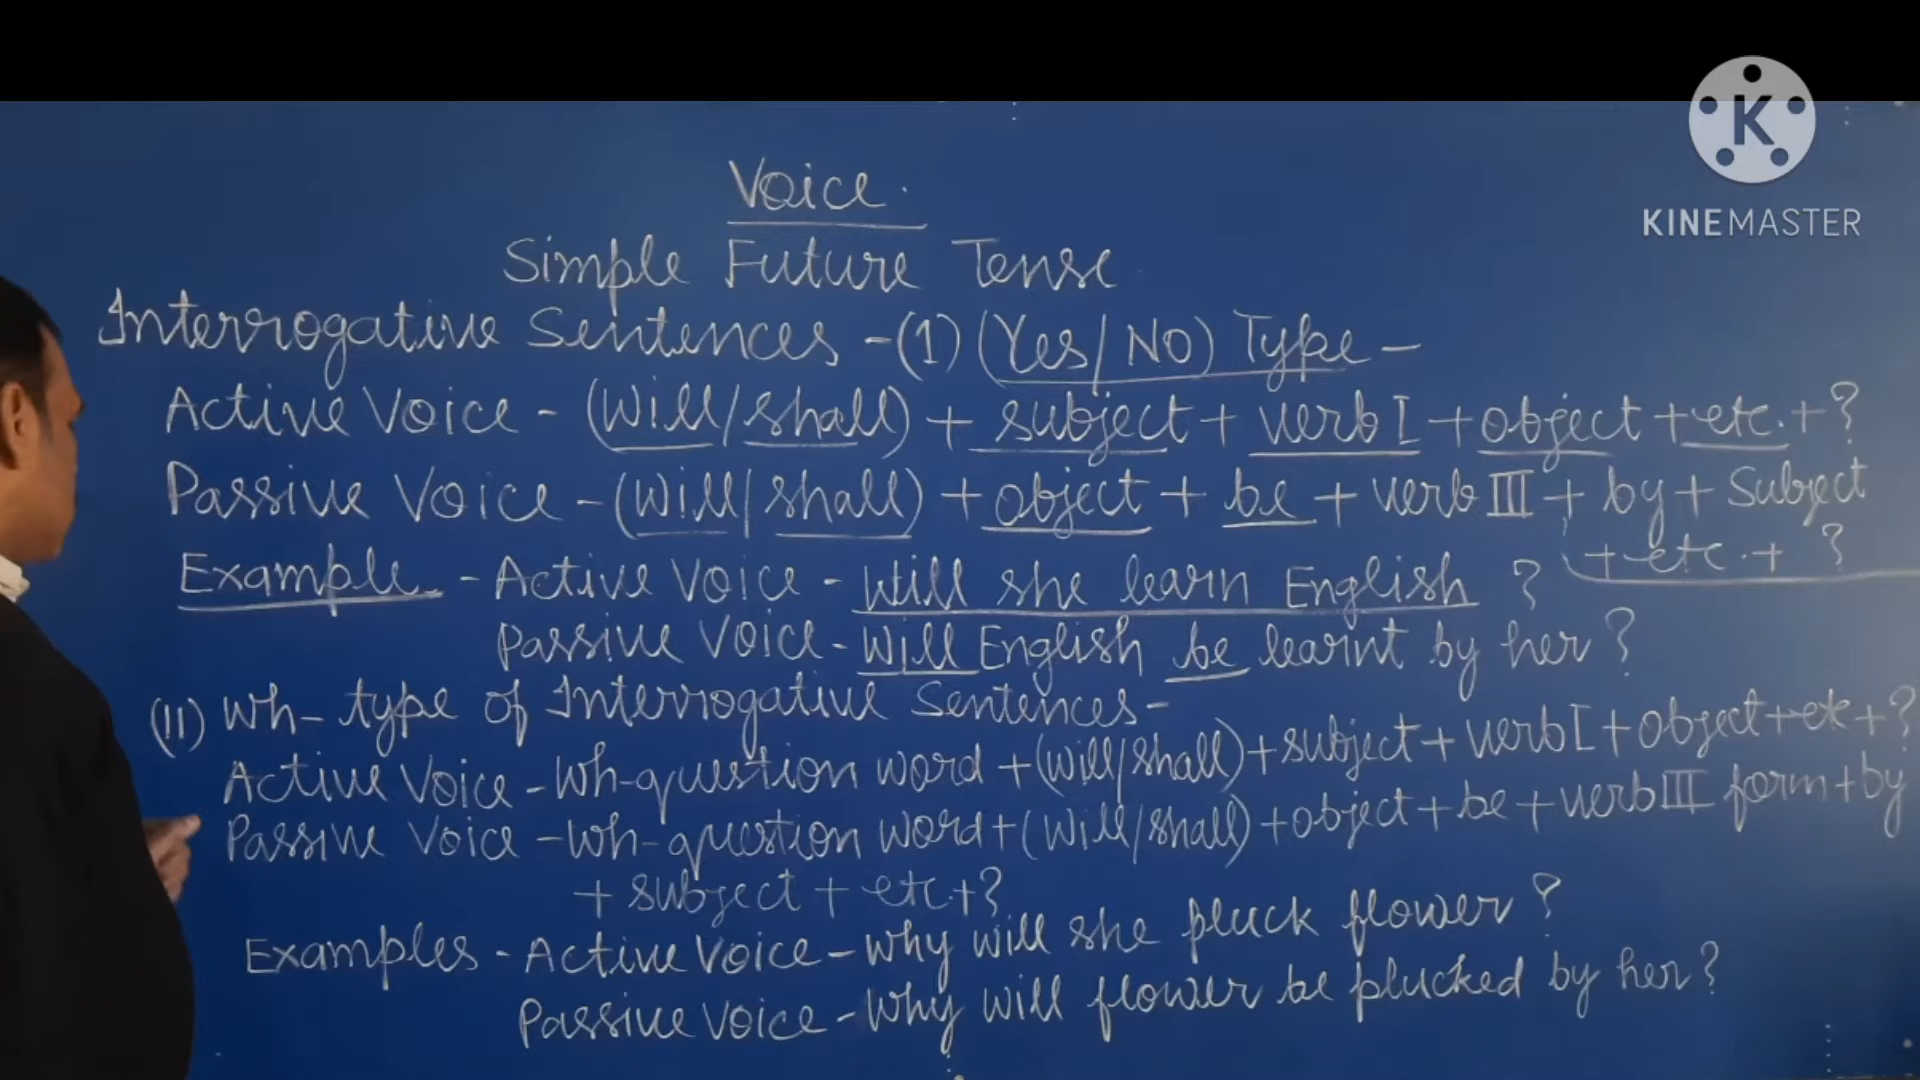 K
KINEMASTER
Voice.
Simple Future Tense
Interrogative Sentences - (1) (Yes/No) Type -
Active Voice - (Will/shall) + subject + verb I + object + etc. + ?
Passive Voice - (Will/shall) + object + be + verb III + by + Subject
+ etc. + ?
Example - Active Voice - Will she learn English ?
Passive Voice - Will English be learnt by her ?
(II) Wh- type of Interrogative Sentences -
Active Voice - Wh-question word + (will/shall) + subject + verb I + object + etc + ?
Passive Voice - Wh-question word + (Will/shall) + object + be + verb III form + by
+ subject + etc. + ?
Examples - Active Voice - Why will she pluck flower ?
Passive Voice - Why will flower be plucked by her ?